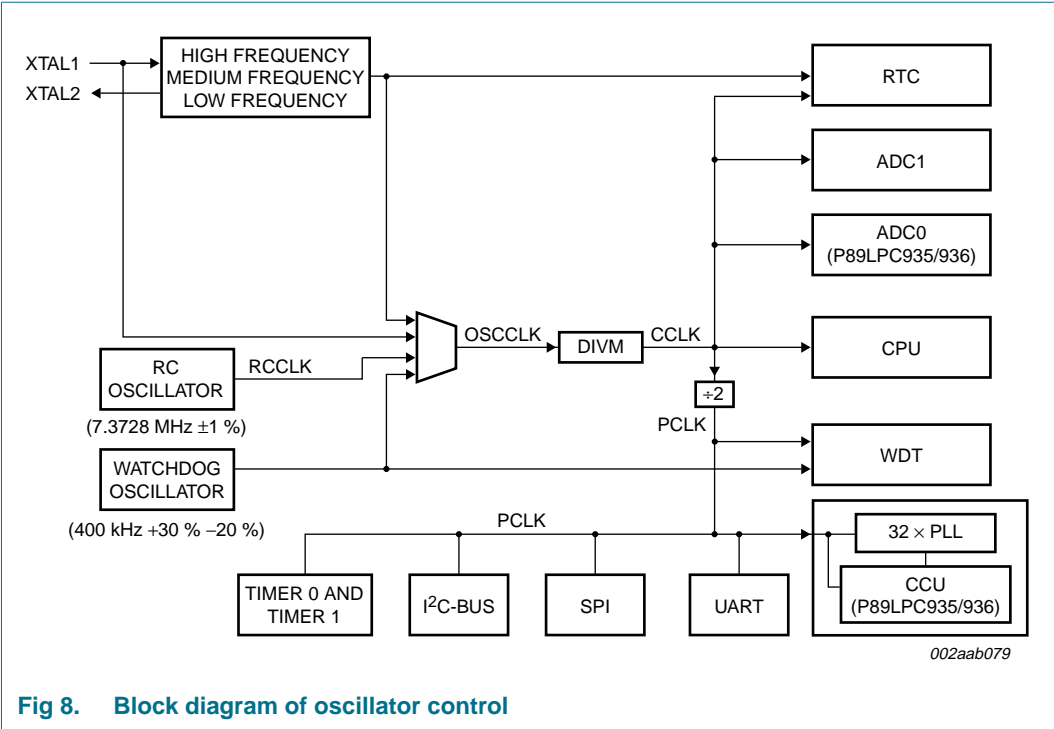 XTAL1
XTAL2
HIGH FREQUENCY
MEDIUM FREQUENCY
LOW FREQUENCY
RTC
ADC1
ADC0
(P89LPC935/936)
OSCCLK
DIVM
CCLK
CPU
RC
OSCILLATOR
RCCLK
(7.3728 MHz ±1 %)
÷2
PCLK
WATCHDOG
OSCILLATOR
WDT
(400 kHz +30 % −20 %)
PCLK
32 × PLL
CCU
(P89LPC935/936)
TIMER 0 AND
TIMER 1
I²C-BUS
SPI
UART
002aab079
Fig 8. Block diagram of oscillator control